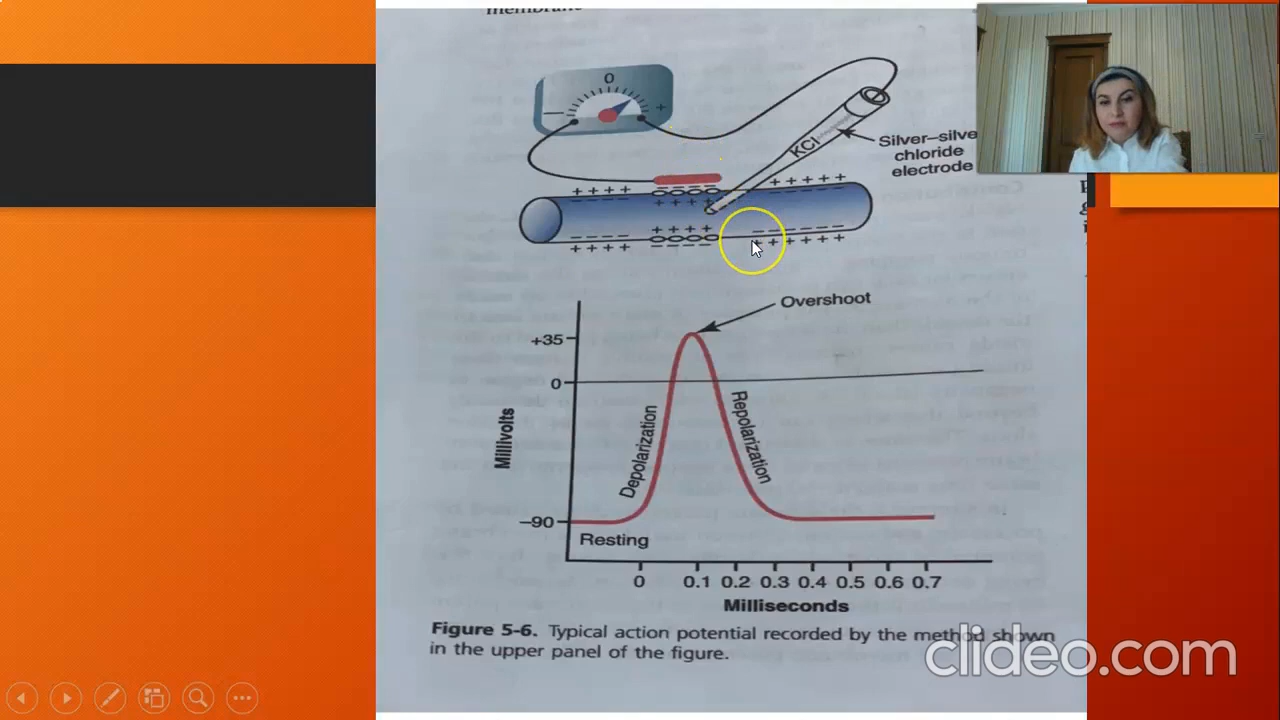 0
− +
KCl
Silver–silve
chloride
electrode
+ + + + + + + + +
− − − − − − − −
+ + + +
+ + + +
− − − −
+ + + + − − − − + + + + +
Overshoot
+35
0
Millivolts
Depolarization
Repolarization
−90
Resting
0 0.1 0.2 0.3 0.4 0.5 0.6 0.7
Milliseconds
Figure 5-6. Typical action potential recorded by the method shown
in the upper panel of the figure.
clideo.com